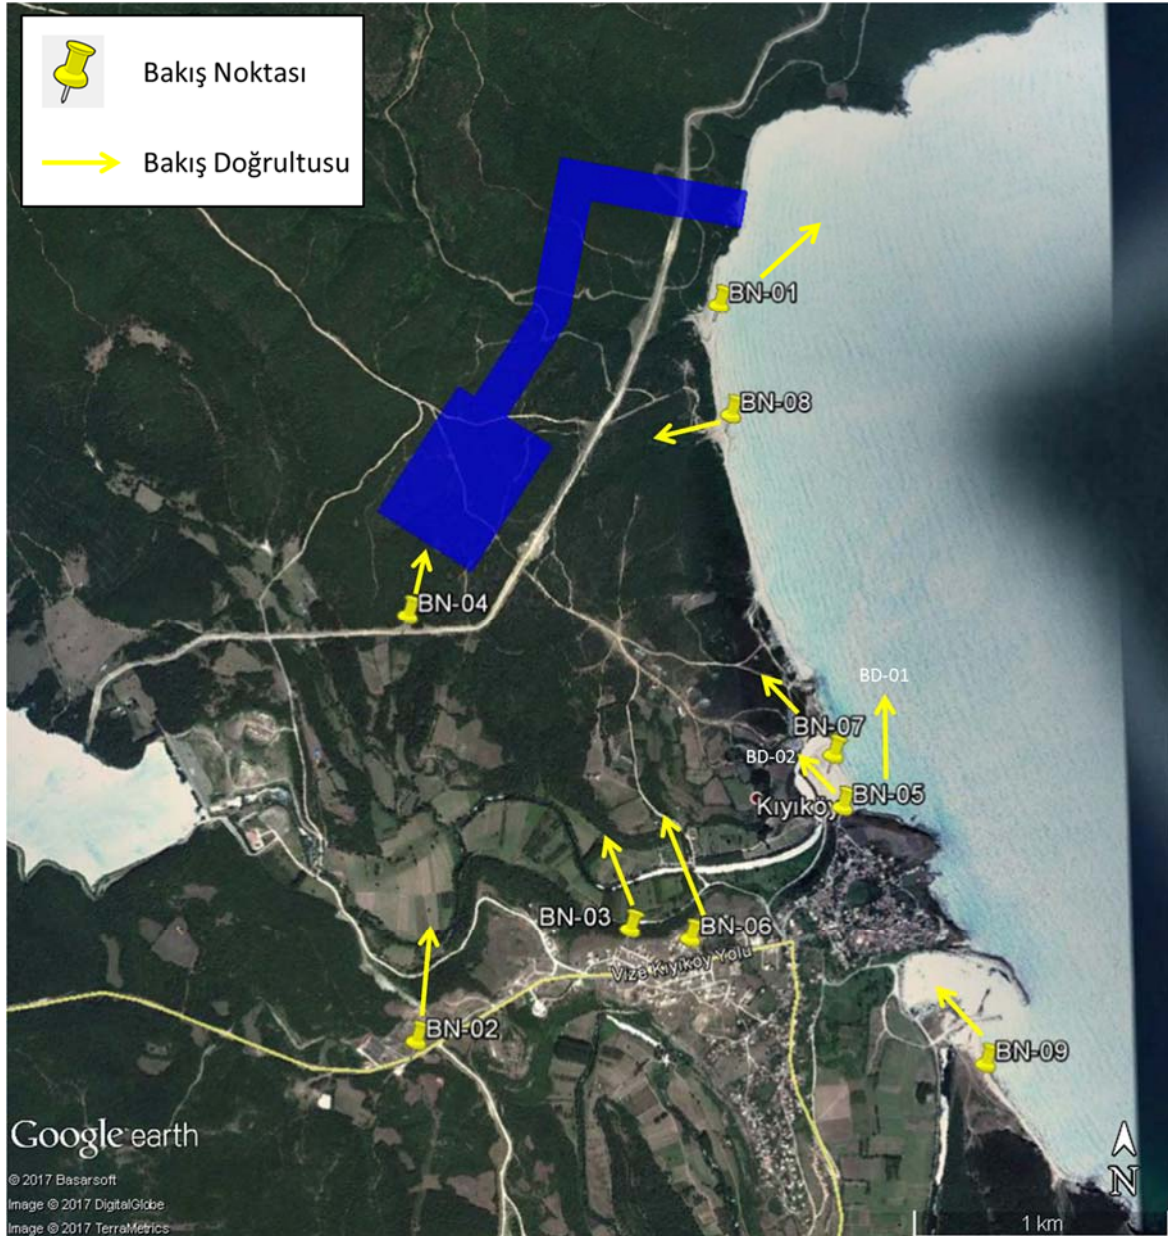 Bakış Noktası
Bakış Doğrultusu
BN-01
BN-08
BN-04
BD-01
BN-07
BD-02
BN-05
Kıyıköy
BN-03
BN-06
Vize Kıyıköy Yolu
BN-02
BN-09
Google earth
N
© 2017 Basarsoft
Image © 2017 DigitalGlobe
Image © 2017 TerraMetrics
1 km